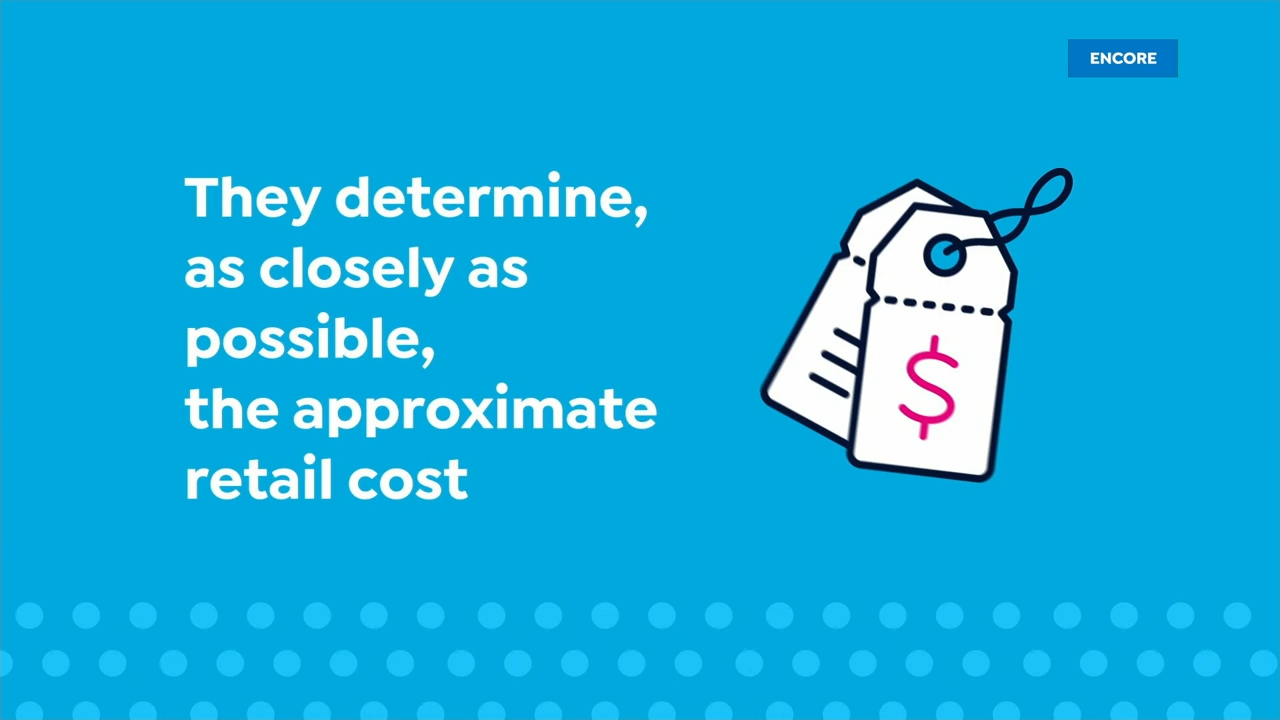 ENCORE
They determine,
as closely as
possible,
the approximate
retail cost
$